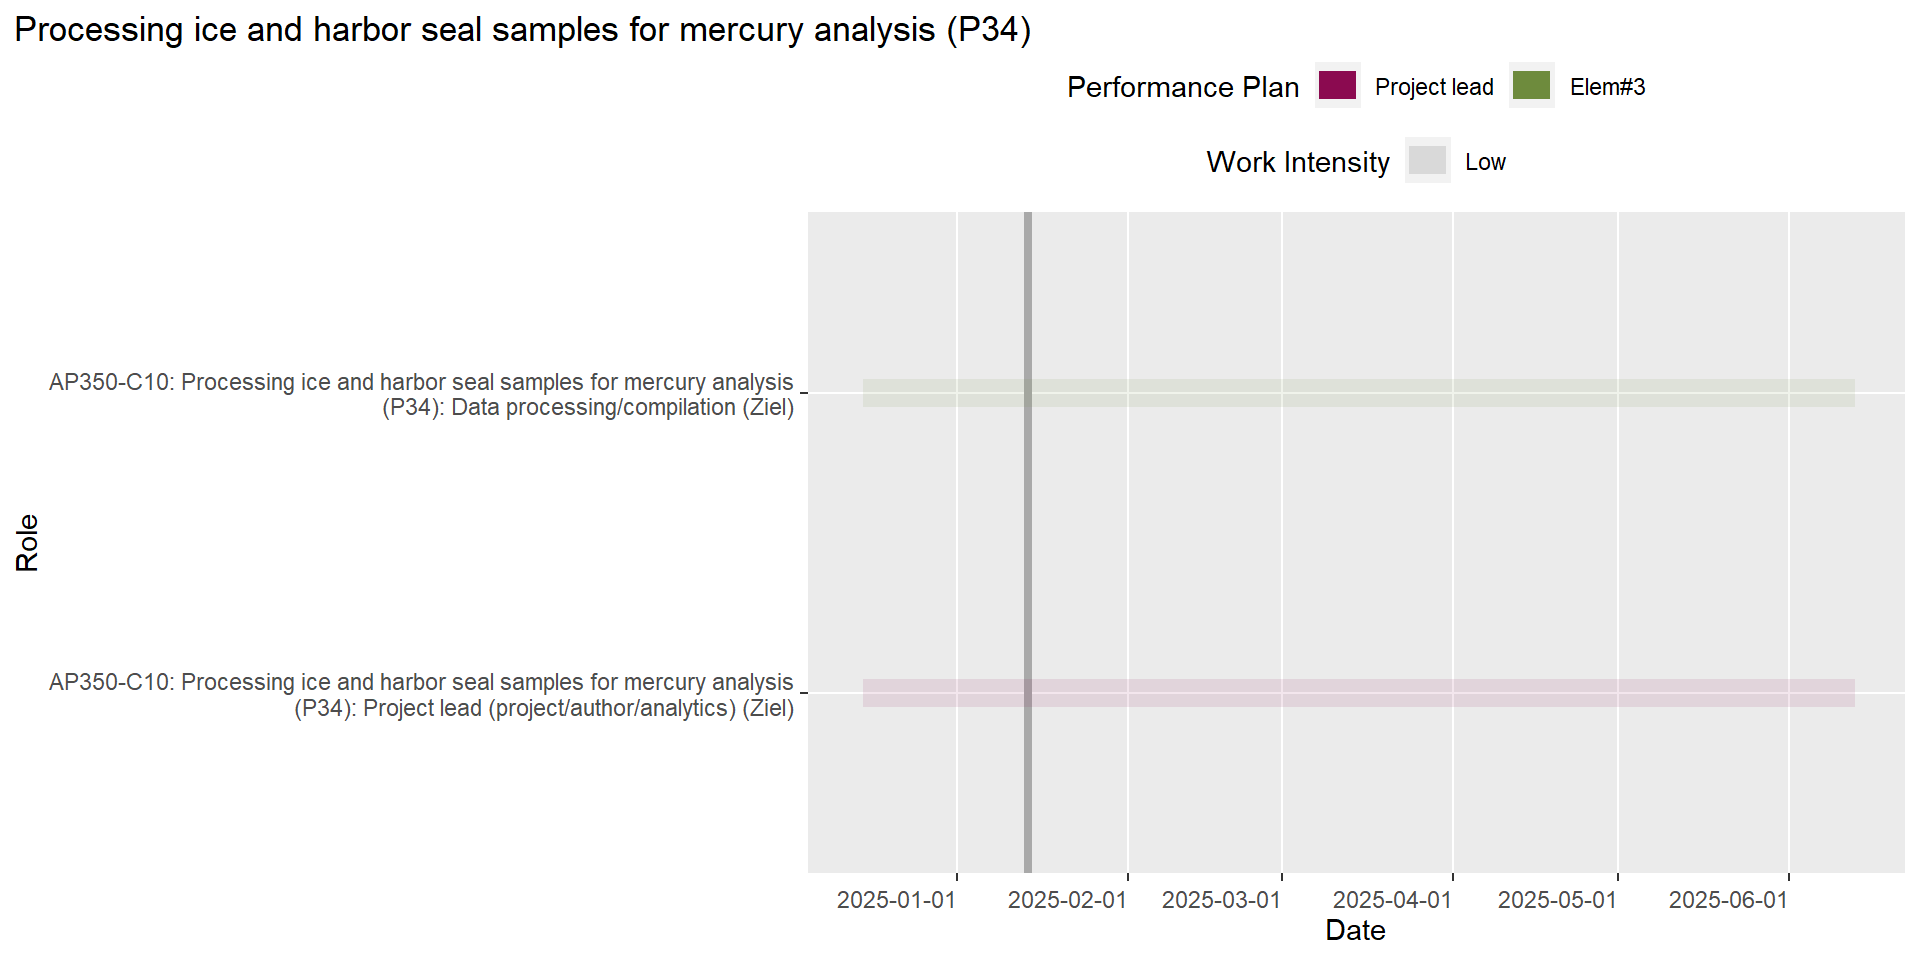 Processing ice and harbor seal samples for mercury analysis (P34)
Performance Plan Project lead Elem#3
Work Intensity Low
AP350-C10: Processing ice and harbor seal samples for mercury analysis
(P34): Data processing/compilation (Ziel)
Role
AP350-C10: Processing ice and harbor seal samples for mercury analysis
(P34): Project lead (project/author/analytics) (Ziel)
2025-01-01 2025-02-01 2025-03-01 2025-04-01 2025-05-01 2025-06-01
Date